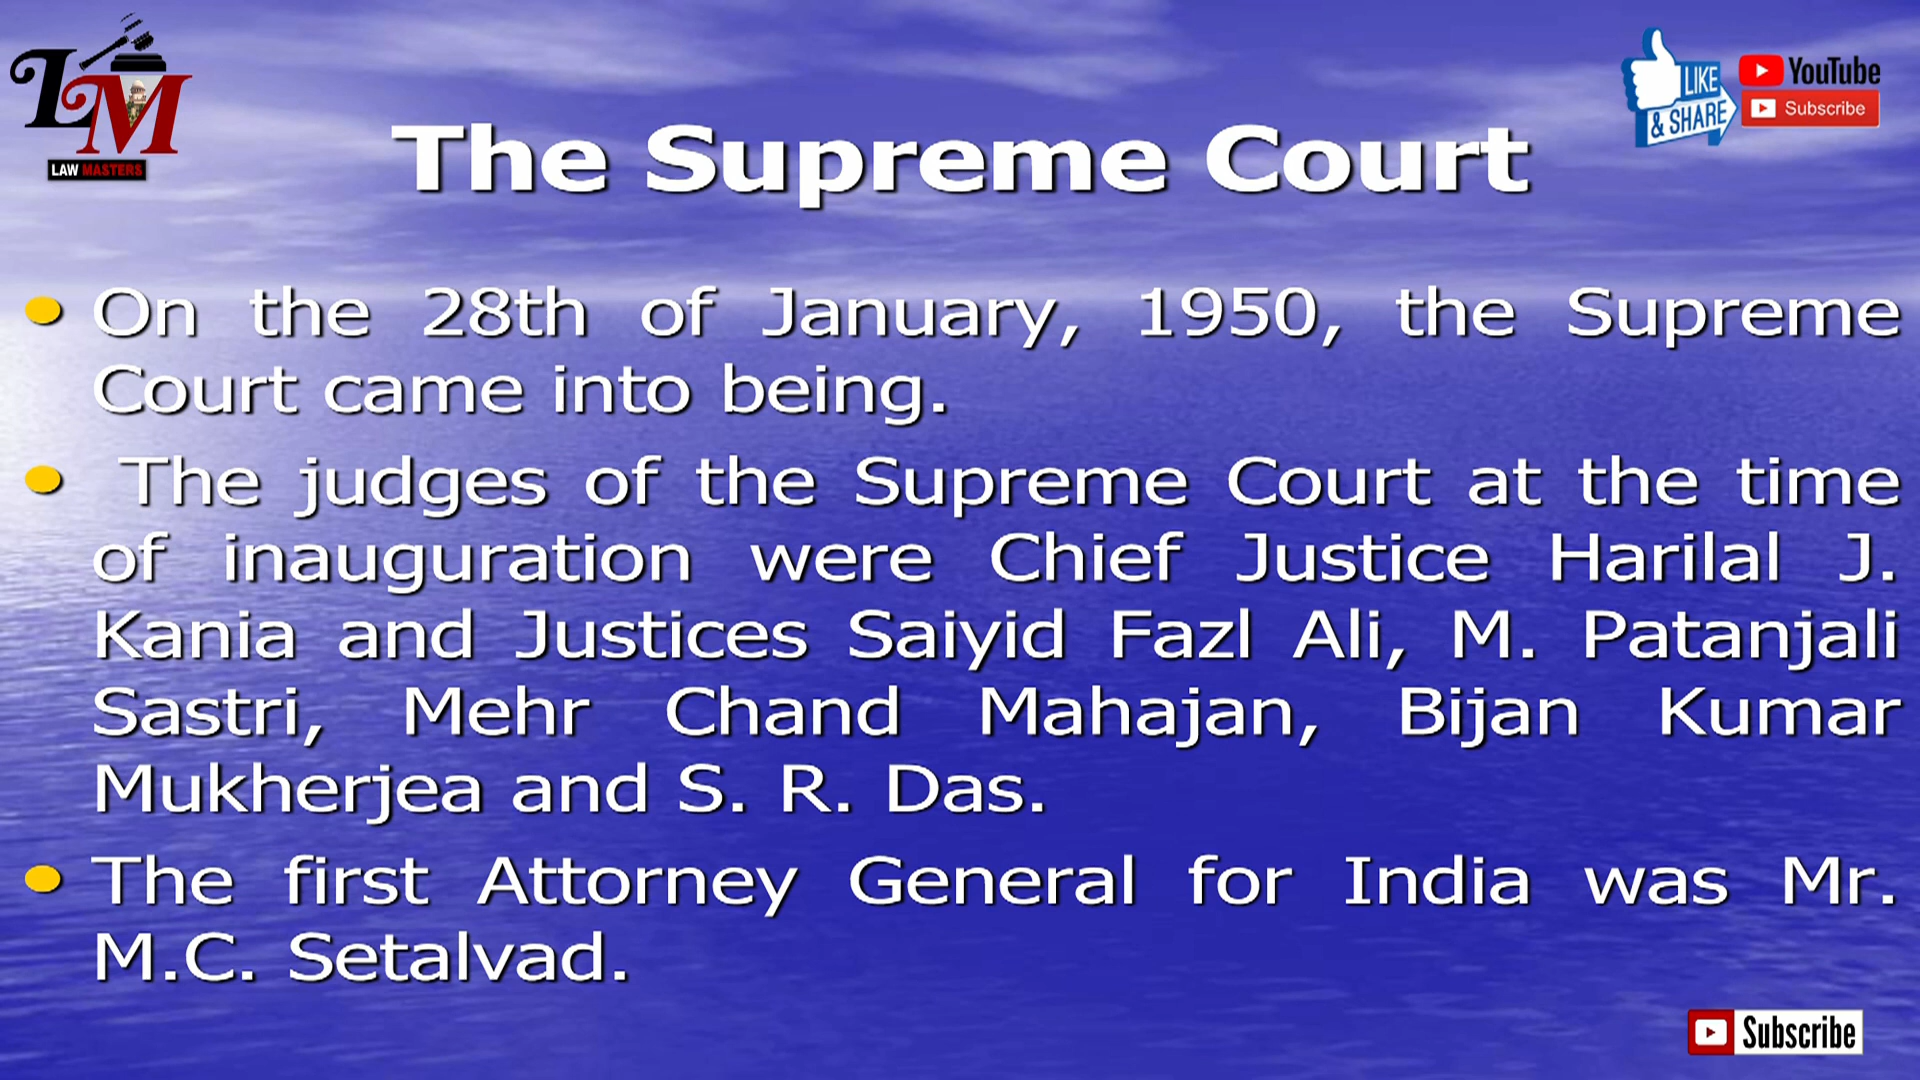 LM
LAW MASTERS
LIKE
& SHARE
YouTube
Subscribe
The Supreme Court
On the 28th of January, 1950, the Supreme
Court came into being.
The judges of the Supreme Court at the time
of inauguration were Chief Justice Harilal J.
Kania and Justices Saiyid Fazl Ali, M. Patanjali
Sastri, Mehr Chand Mahajan, Bijan Kumar
Mukherjea and S. R. Das.
The first Attorney General for India was Mr.
M.C. Setalvad.
Subscribe